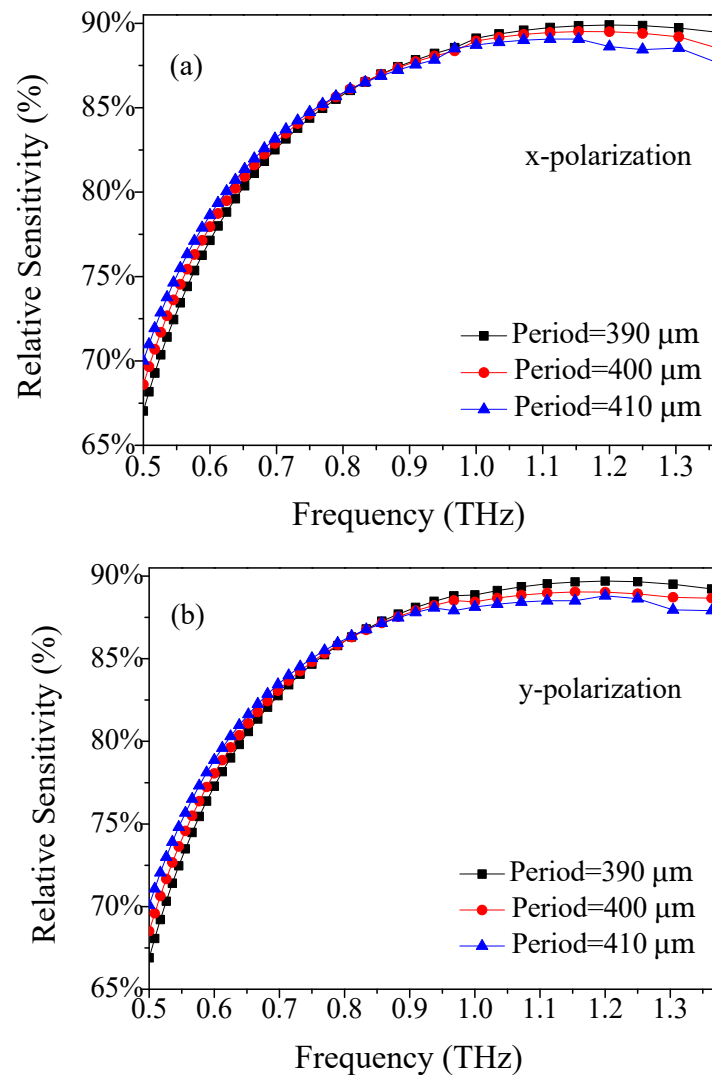 90%
(a)
85%
x-polarization
80%
75%
70%
Period=390 μm
Period=400 μm
Period=410 μm
65%
Relative Sensitivity (%)
0.5 0.6 0.7 0.8 0.9 1.0 1.1 1.2 1.3
Frequency (THz)
90%
(b)
85%
y-polarization
80%
75%
70%
Period=390 μm
Period=400 μm
Period=410 μm
65%
Relative Sensitivity (%)
0.5 0.6 0.7 0.8 0.9 1.0 1.1 1.2 1.3
Frequency (THz)